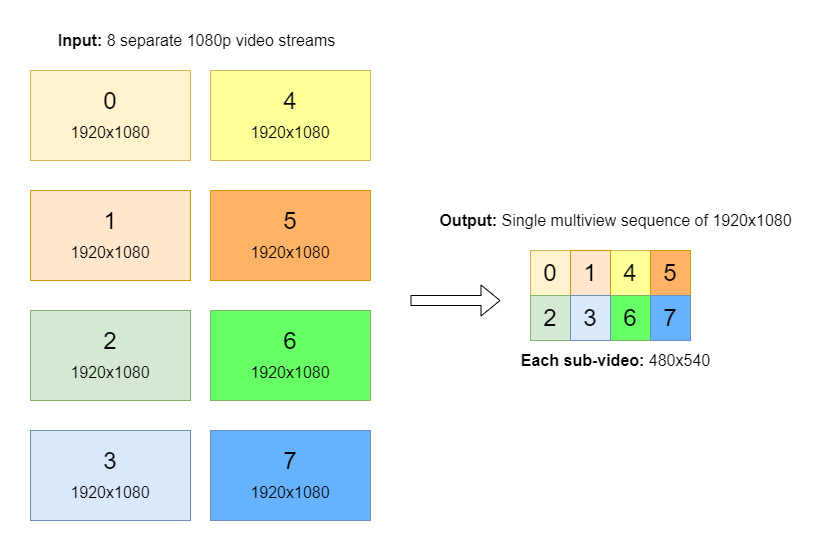 Input: 8 separate 1080p video streams
0
1920x1080
4
1920x1080
1
1920x1080
5
1920x1080
2
1920x1080
6
1920x1080
3
1920x1080
7
1920x1080
Output: Single multiview sequence of 1920x1080
0 1 4 5
2 3 6 7
Each sub-video: 480x540